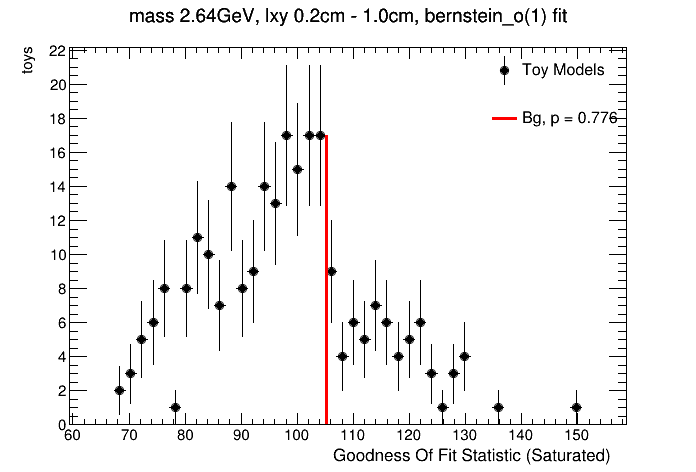 mass 2.64GeV, lxy 0.2cm - 1.0cm, bernstein_o(1) fit
toys
22
20
18
16
14
12
10
8
6
4
2
0
Toy Models
Bg, p = 0.776
60 70 80 90 100 110 120 130 140 150
Goodness Of Fit Statistic (Saturated)